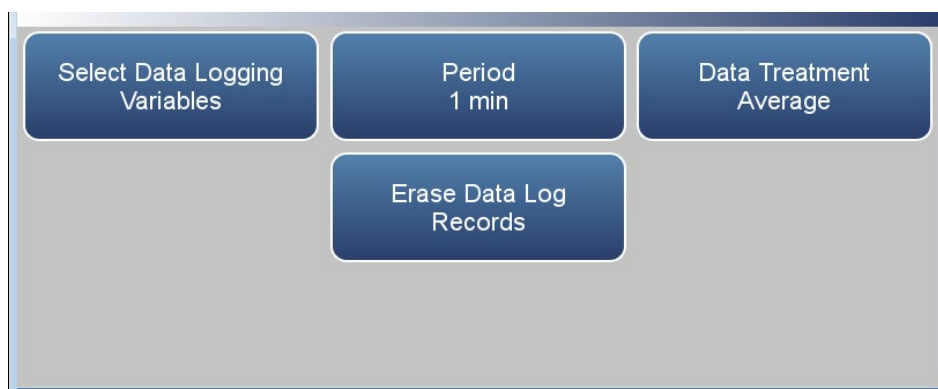 Select Data Logging
Variables
Period
1 min
Data Treatment
Average
Erase Data Log
Records